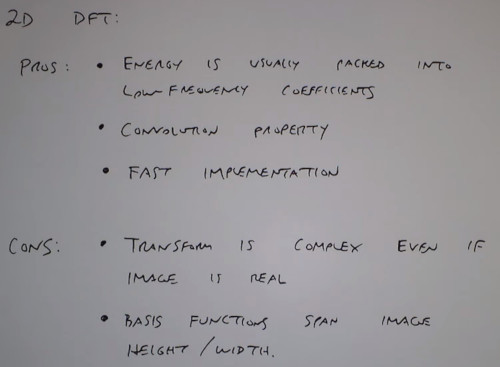 2D DFT:
PROS: • ENERGY IS USUALLY PACKED INTO
LOW-FREQUENCY COEFFICIENTS
• CONVOLUTION PROPERTY
• FAST IMPLEMENTATION
CONS: • TRANSFORM IS COMPLEX EVEN IF
IMAGE IS REAL
• BASIS FUNCTIONS SPAN IMAGE
HEIGHT/WIDTH.